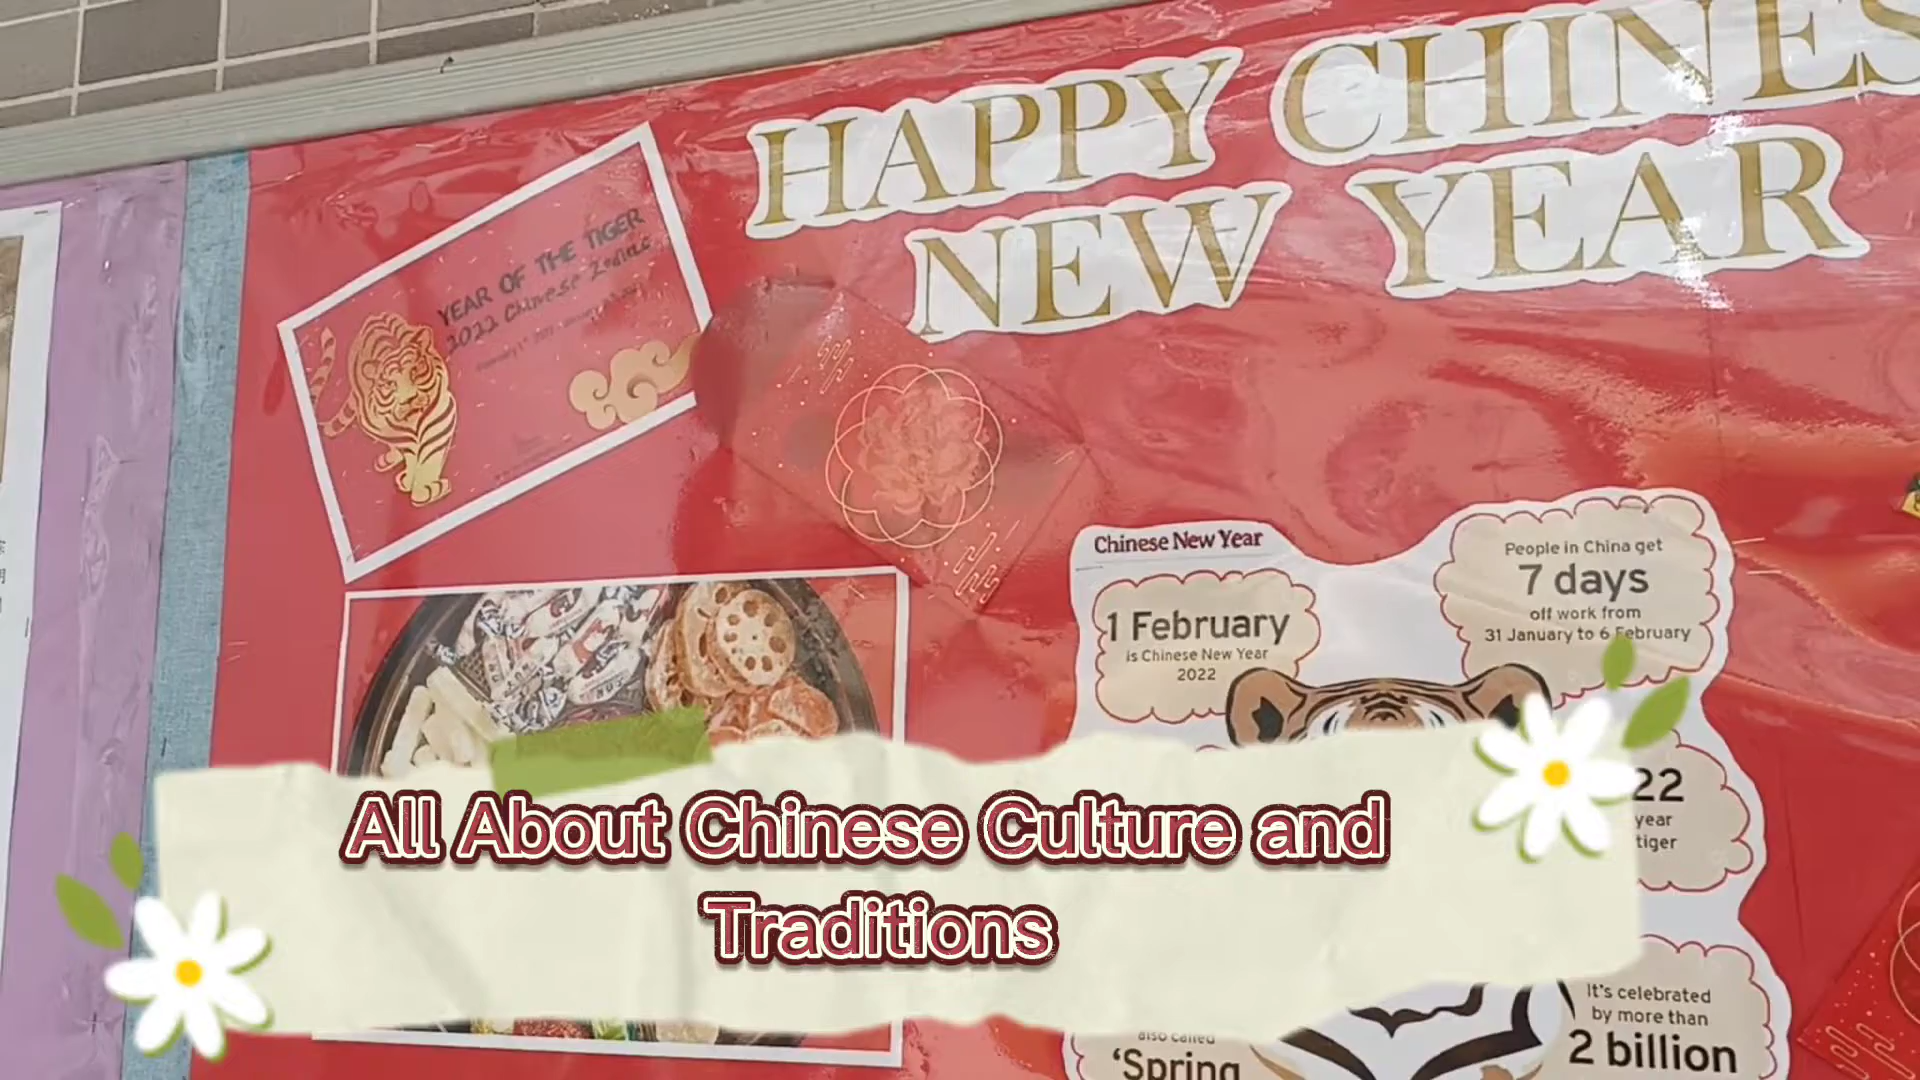 HAPPY CHINES
NEW YEAR
YEAR OF THE TIGER
2022 Chinese Zodiac
Chinese New Year
1 February
is Chinese New Year
2022
People in China get
7 days
off work from
31 January to 6 February
22
year
tiger
All About Chinese Culture and
Traditions
It's celebrated
by more than
2 billion
also called
'Spring